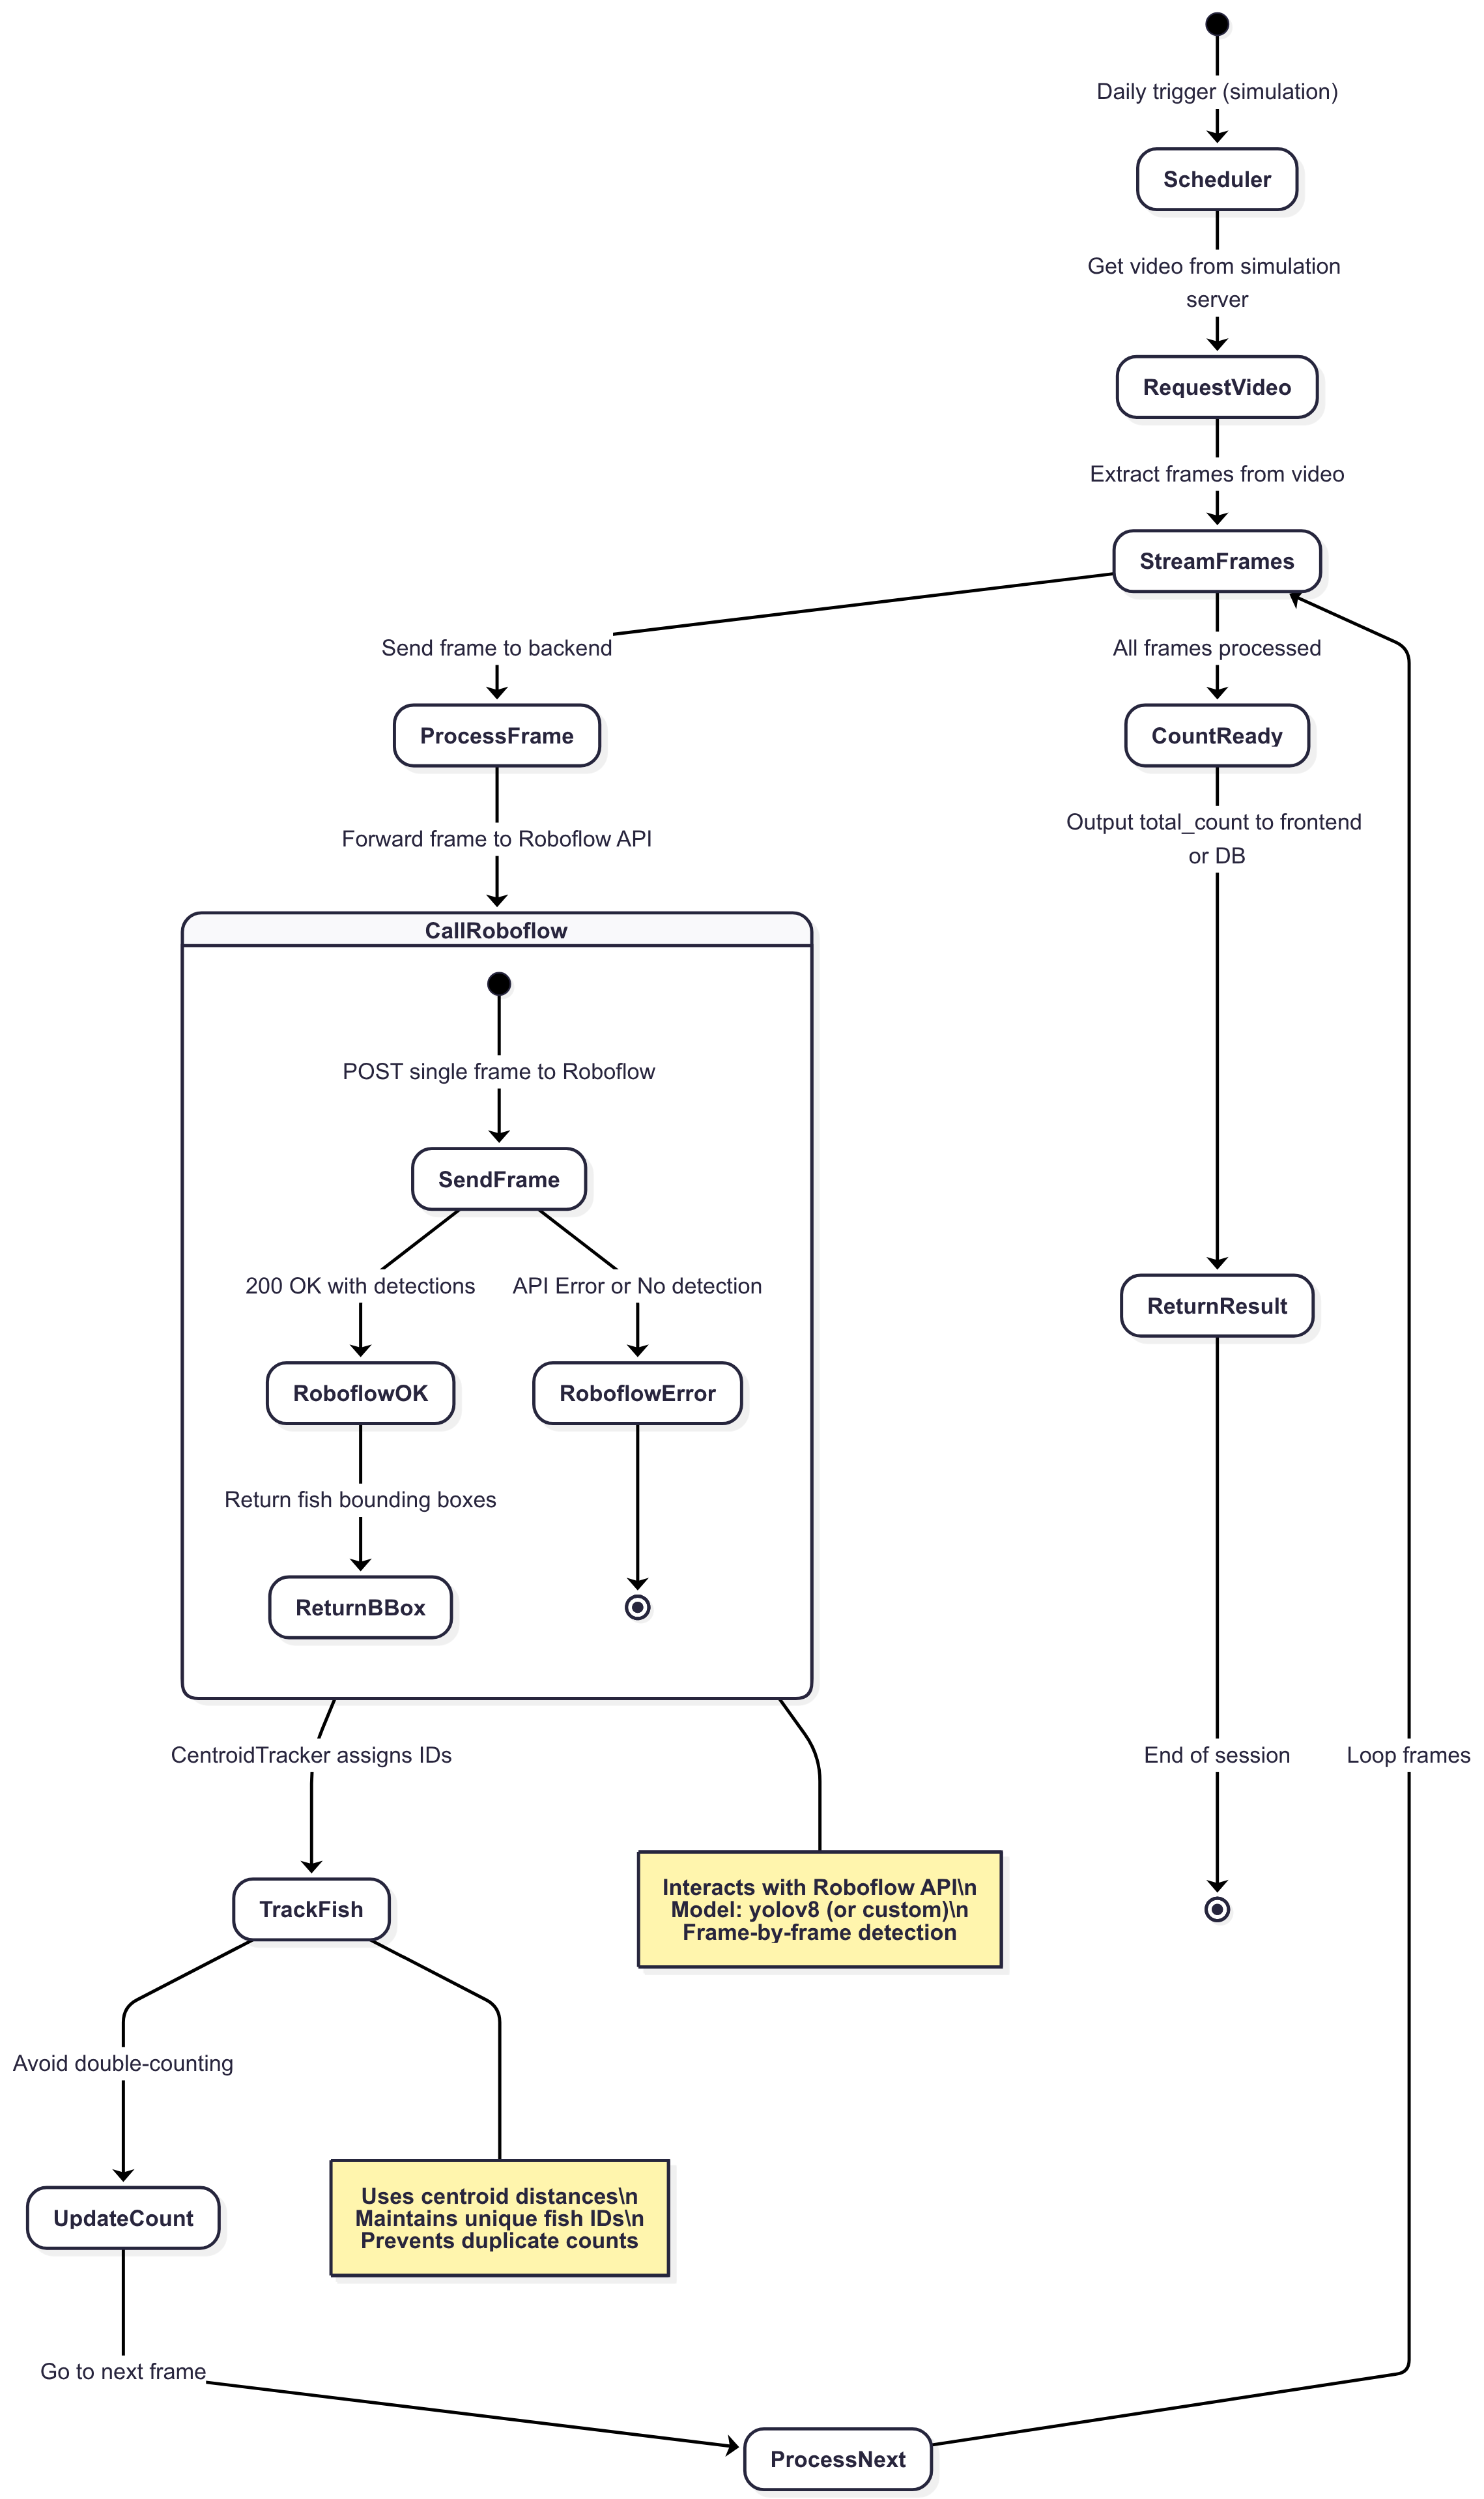 Daily trigger (simulation)
Scheduler
Get video from simulation
server
RequestVideo
Extract frames from video
StreamFrames
Send frame to backend
All frames processed
ProcessFrame
CountReady
Forward frame to Roboflow API
Output total_count to frontend
or DB
CallRoboflow
POST single frame to Roboflow
SendFrame
200 OK with detections
API Error or No detection
ReturnResult
RoboflowOK
RoboflowError
Return fish bounding boxes
ReturnBBox
CentroidTracker assigns IDs
End of session
Loop frames
TrackFish
Interacts with Roboflow API\n
Model: yolov8 (or custom)\n
Frame-by-frame detection
Avoid double-counting
UpdateCount
Uses centroid distances\n
Maintains unique fish IDs\n
Prevents duplicate counts
Go to next frame
ProcessNext